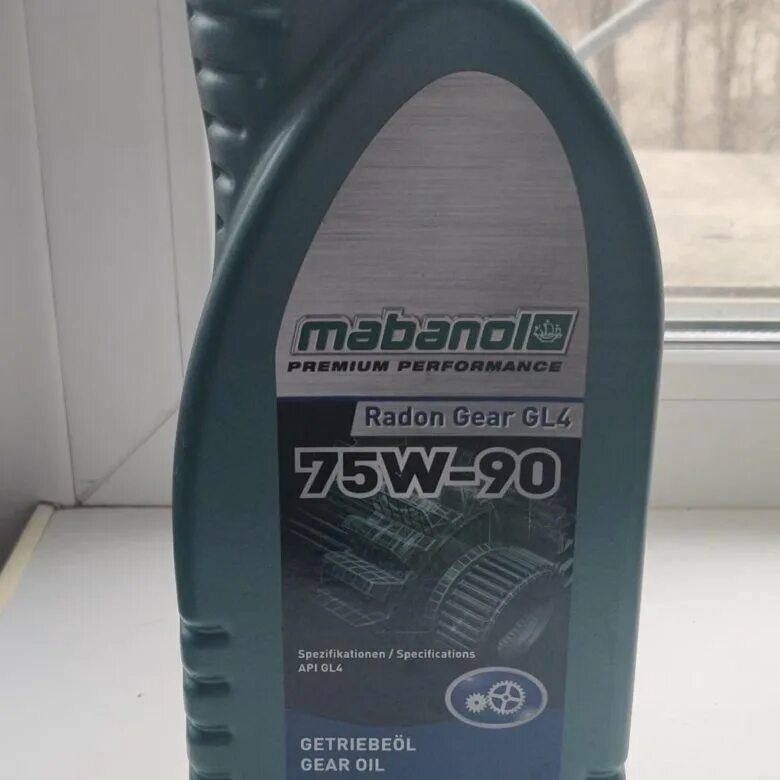 mabanol
PREMIUM PERFORMANCE
Radon Gear GL4
75W-90
Spezifikationen / Specifications
API GL4
GETRIEBEÖL
GEAR OIL